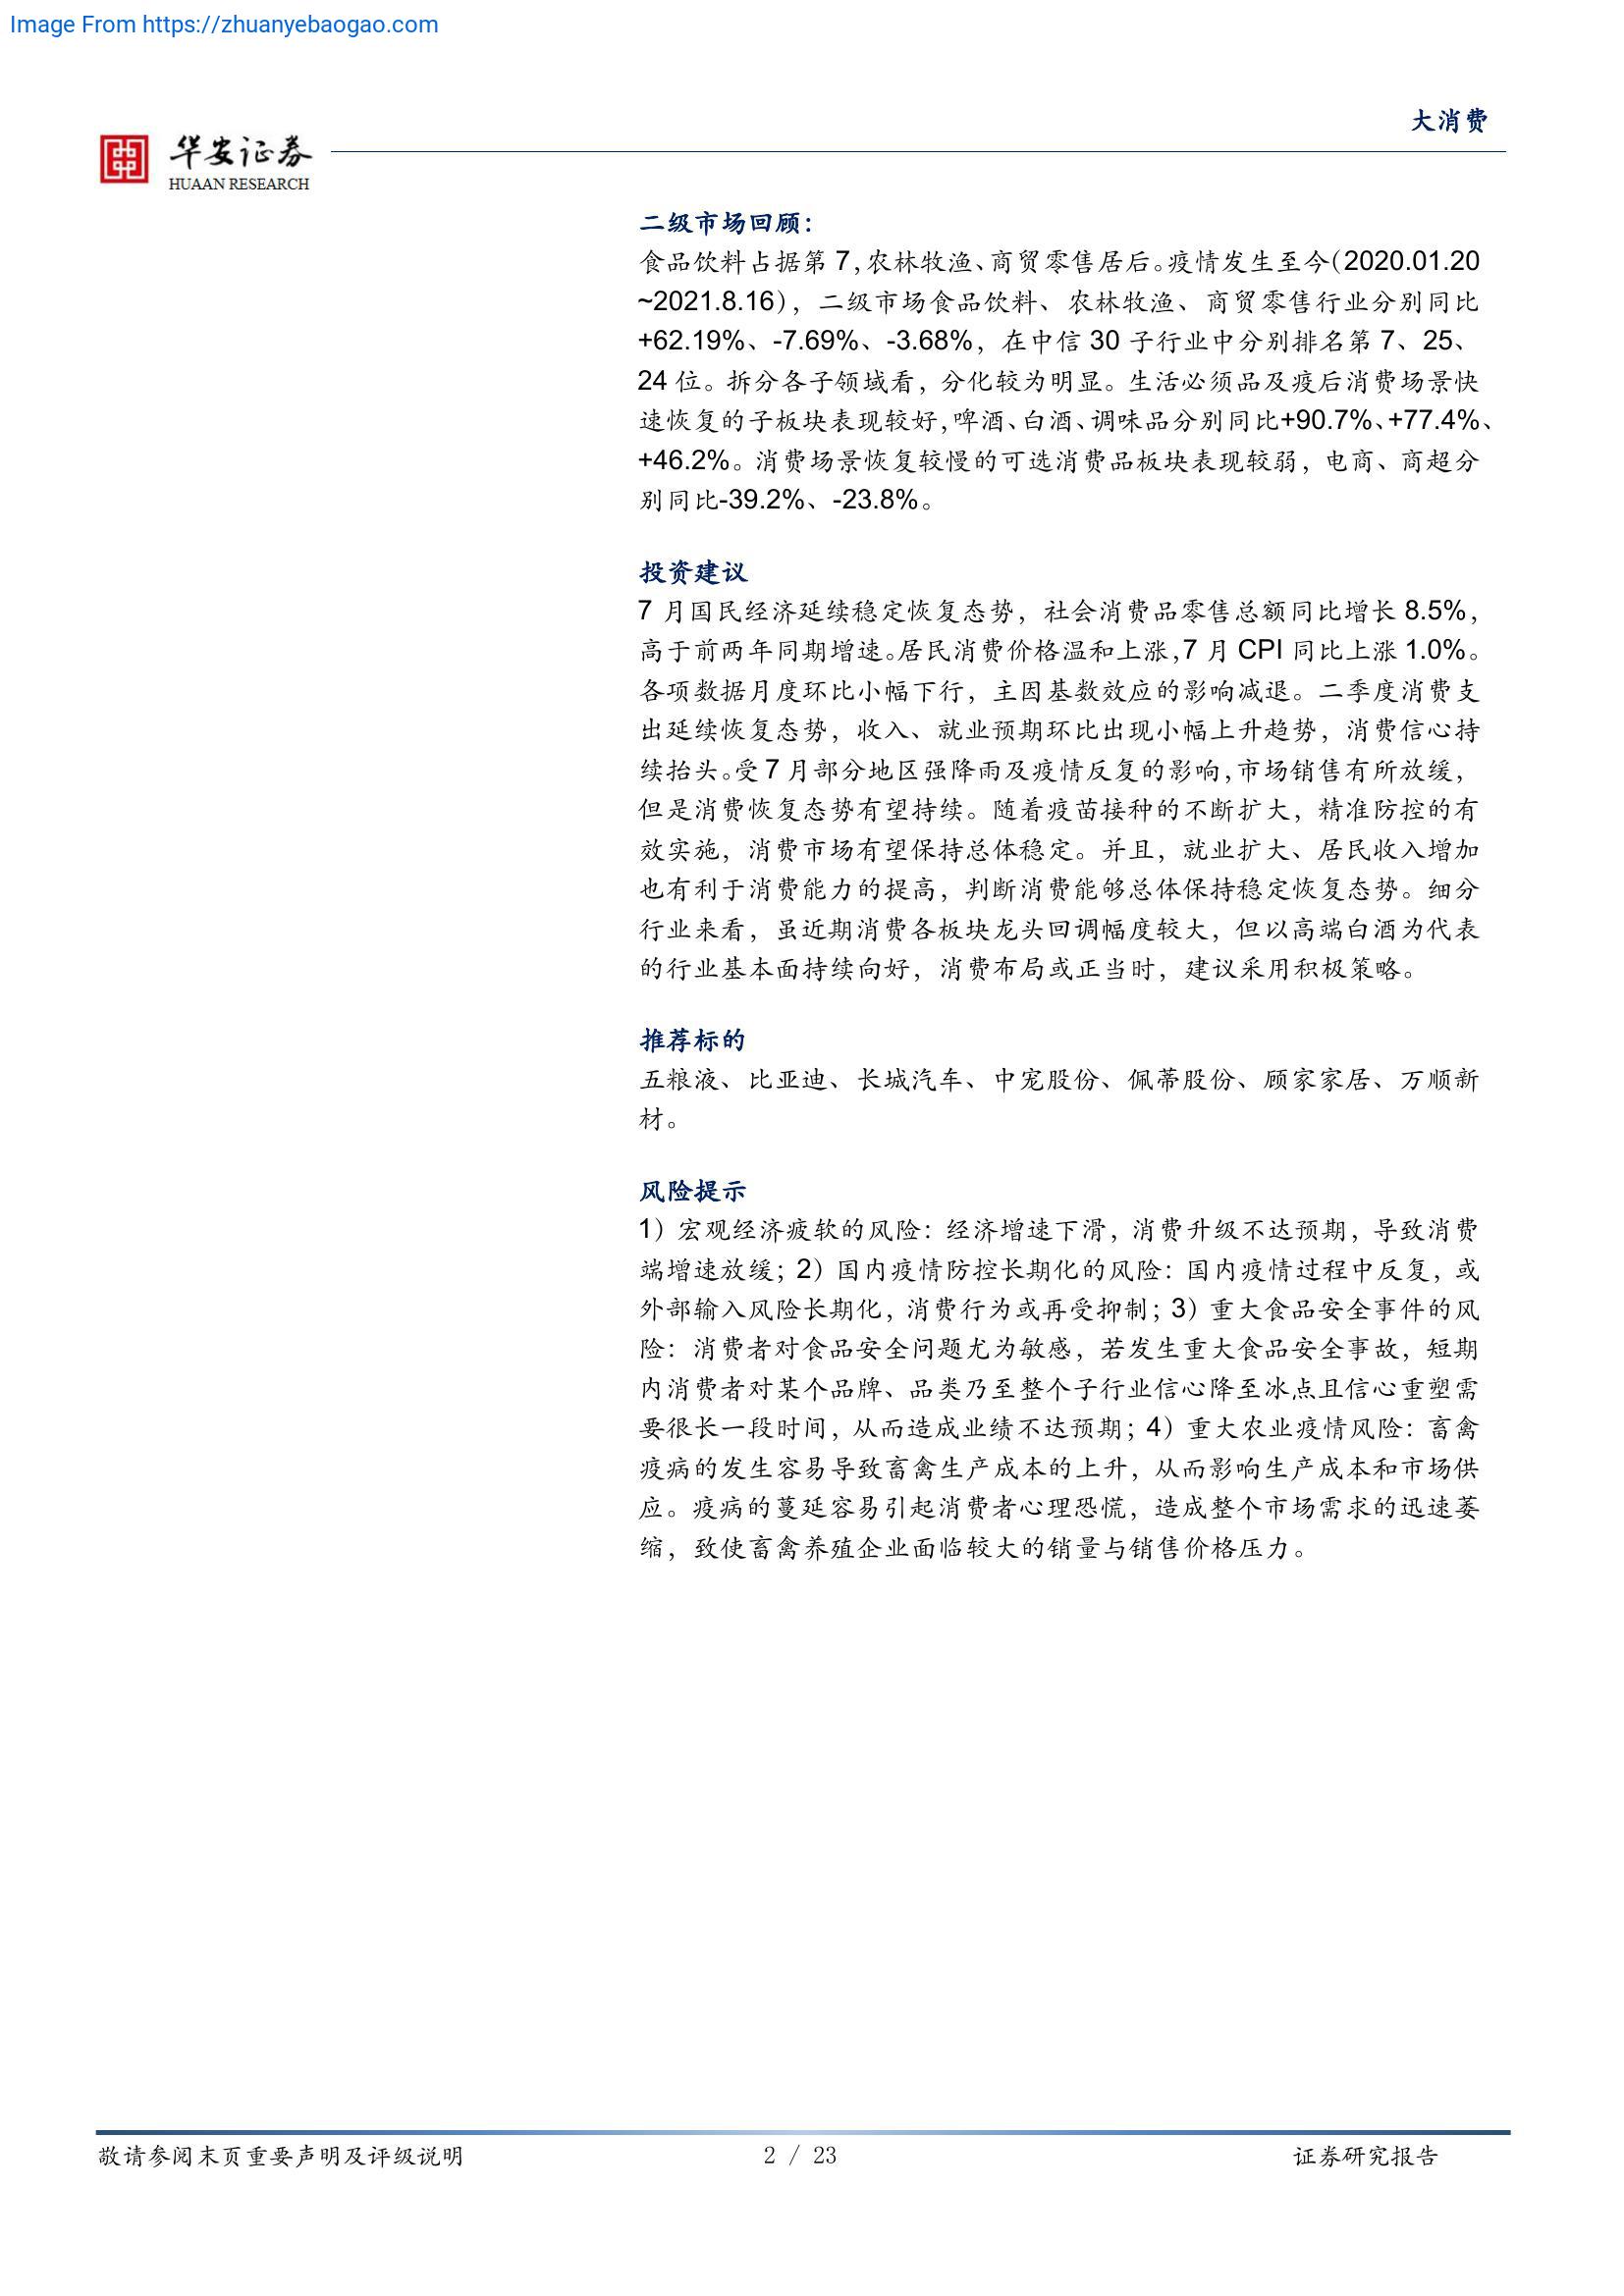 Image From https://zhuanyebaogao.com
大消费
华安证券
HUAAN RESEARCH
二级市场回顾：
食品饮料占据第 7，农林牧渔、商贸零售居后。疫情发生至今（2020.01.20
~2021.8.16），二级市场食品饮料、农林牧渔、商贸零售行业分别同比
+62.19%、-7.69%、-3.68%，在中信 30 子行业中分别排名第 7、25、
24 位。拆分各子领域看，分化较为明显。生活必须品及疫后消费场景快
速恢复的子板块表现较好，啤酒、白酒、调味品分别同比+90.7%、+77.4%、
+46.2%。消费场景恢复较慢的可选消费品板块表现较弱，电商、商超分
别同比-39.2%、-23.8%。
投资建议
7 月国民经济延续稳定恢复态势，社会消费品零售总额同比增长 8.5%，
高于前两年同期增速。居民消费价格温和上涨，7 月 CPI 同比上涨 1.0%。
各项数据月度环比小幅下行，主因基数效应的影响减退。二季度消费支
出延续恢复态势，收入、就业预期环比出现小幅上升趋势，消费信心持
续抬头。受 7 月部分地区强降雨及疫情反复的影响，市场销售有所放缓，
但是消费恢复态势有望持续。随着疫苗接种的不断扩大，精准防控的有
效实施，消费市场有望保持总体稳定。并且，就业扩大、居民收入增加
也有利于消费能力的提高，判断消费能够总体保持稳定恢复态势。细分
行业来看，虽近期消费各板块龙头回调幅度较大，但以高端白酒为代表
的行业基本面持续向好，消费布局或正当时，建议采用积极策略。
推荐标的
五粮液、比亚迪、长城汽车、中宠股份、佩蒂股份、顾家家居、万顺新
材。
风险提示
1）宏观经济疲软的风险：经济增速下滑，消费升级不达预期，导致消费
端增速放缓；2）国内疫情防控长期化的风险：国内疫情过程中反复，或
外部输入风险长期化，消费行为或再受抑制；3）重大食品安全事件的风
险：消费者对食品安全问题尤为敏感，若发生重大食品安全事故，短期
内消费者对某个品牌、品类乃至整个子行业信心降至冰点且信心重塑需
要很长一段时间，从而造成业绩不达预期；4）重大农业疫情风险：畜禽
疫病的发生容易导致畜禽生产成本的上升，从而影响生产成本和市场供
应。疫病的蔓延容易引起消费者心理恐慌，造成整个市场需求的迅速萎
缩，致使畜禽养殖企业面临较大的销量与销售价格压力。
敬请参阅末页重要声明及评级说明
2 / 23
证券研究报告